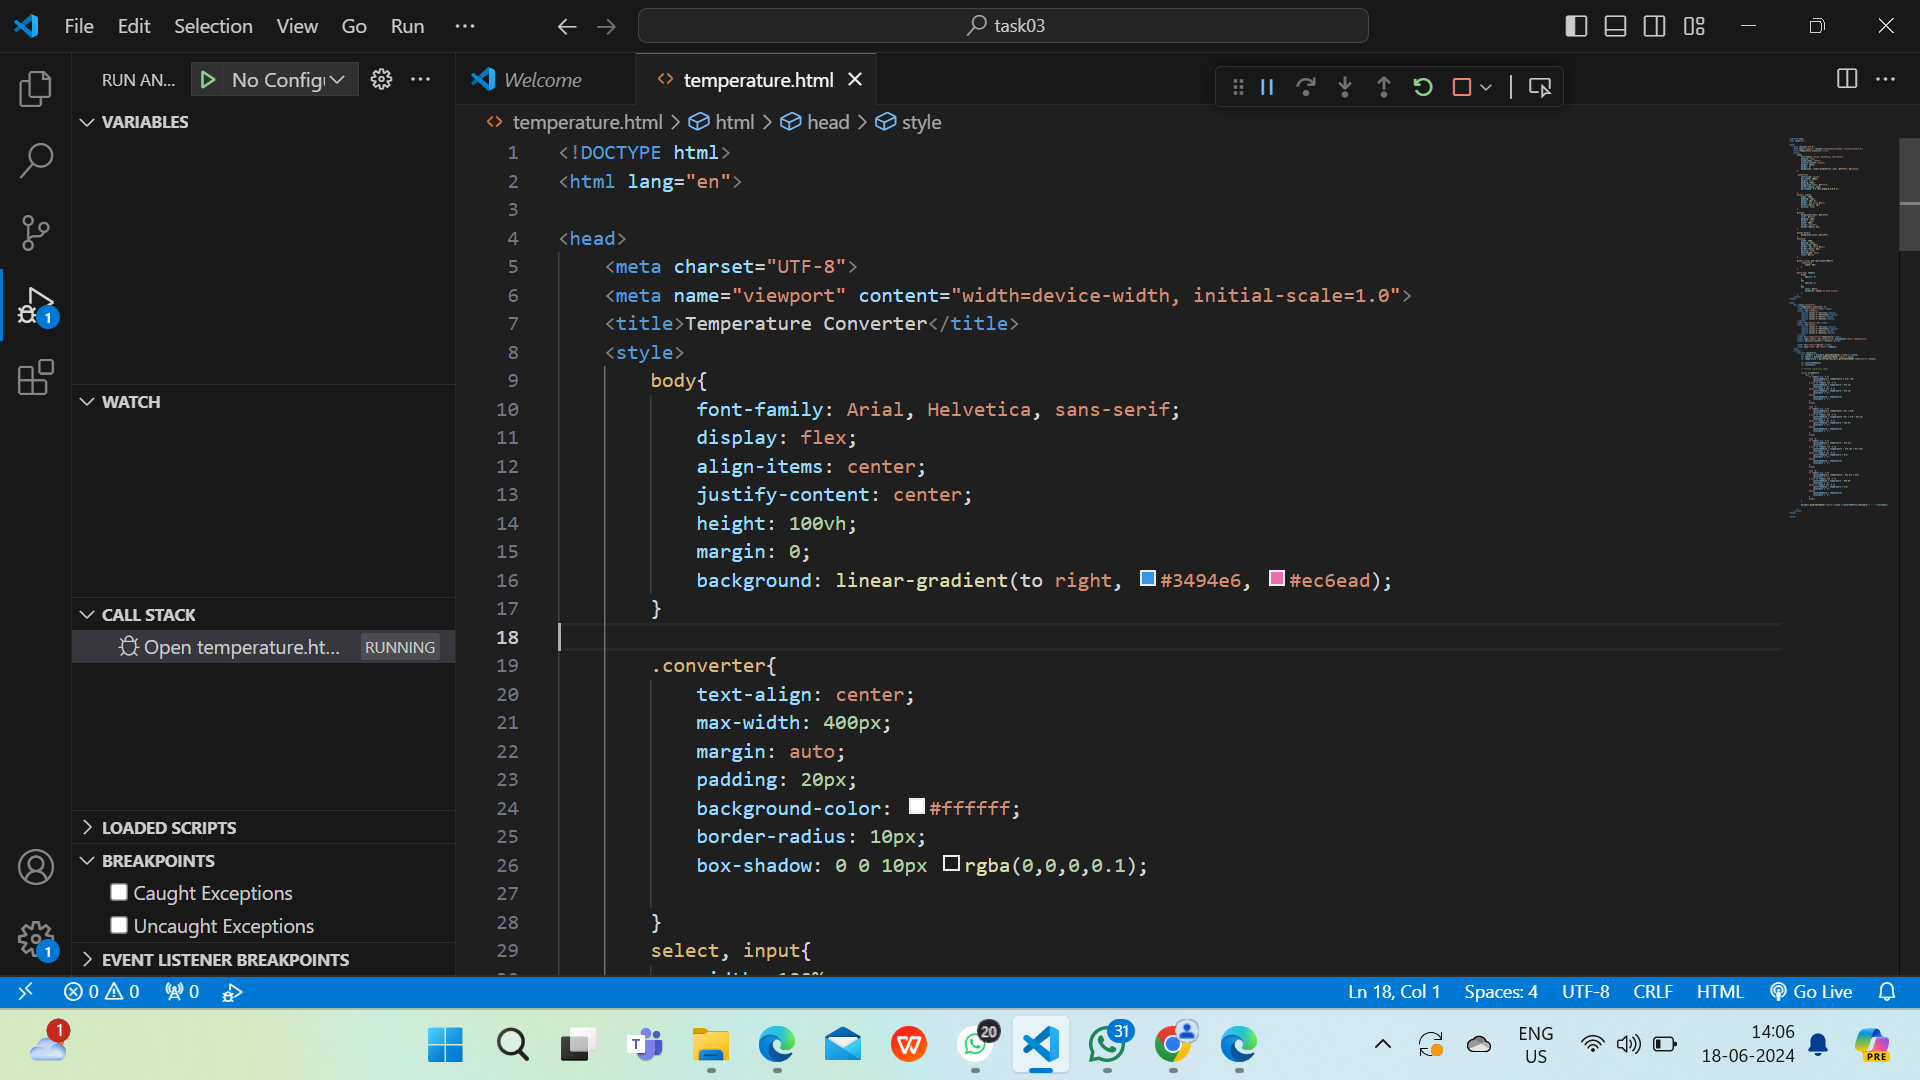 File Edit Selection View Go Run ··· task03
RUN AN... No Config
Welcome temperature.html
VARIABLES
WATCH
CALL STACK
Open temperature.ht... RUNNING
LOADED SCRIPTS
BREAKPOINTS
Caught Exceptions
Uncaught Exceptions
EVENT LISTENER BREAKPOINTS
temperature.html > html > head > style
1 <!DOCTYPE html>
2 <html lang="en">
3
4 <head>
5 <meta charset="UTF-8">
6 <meta name="viewport" content="width=device-width, initial-scale=1.0">
7 <title>Temperature Converter</title>
8 <style>
9 body{
10 font-family: Arial, Helvetica, sans-serif;
11 display: flex;
12 align-items: center;
13 justify-content: center;
14 height: 100vh;
15 margin: 0;
16 background: linear-gradient(to right, #3494e6, #ec6ead);
17 }
18
19 .converter{
20 text-align: center;
21 max-width: 400px;
22 margin: auto;
23 padding: 20px;
24 background-color: #ffffff;
25 border-radius: 10px;
26 box-shadow: 0 0 10px rgba(0,0,0,0.1);
27
28 }
29 select, input{
1
1
0 0 0 Ln 18, Col 1 Spaces: 4 UTF-8 CRLF HTML Go Live
1 20 31 ENG 14:06
US 18-06-2024 PRE